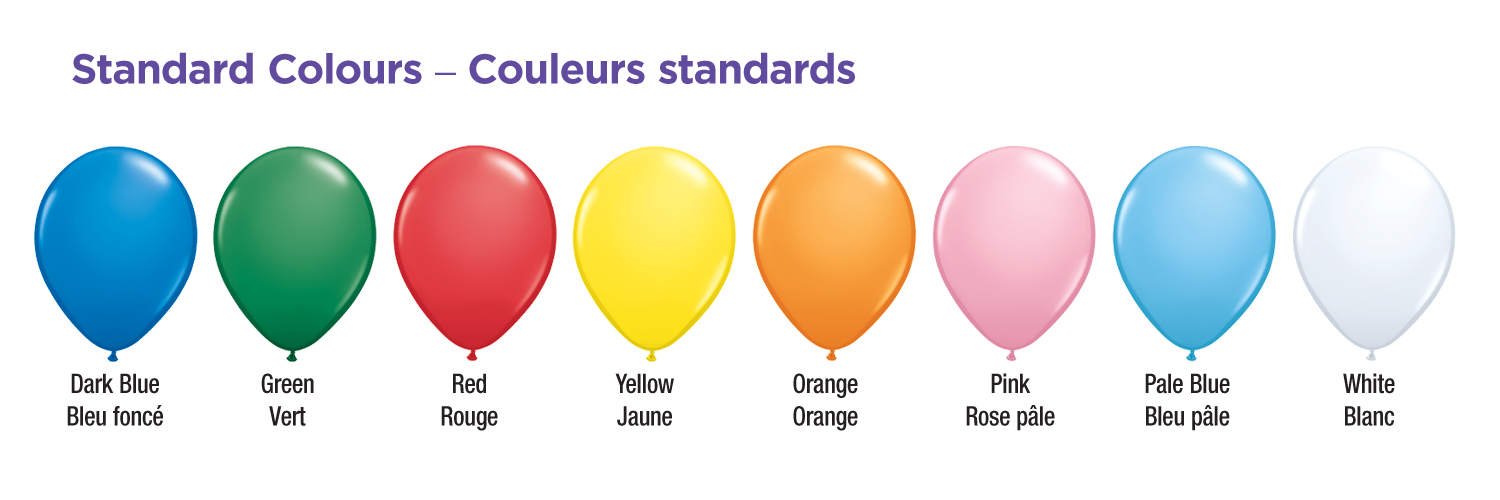 Standard Colours – Couleurs standards
Dark Blue
Bleu foncé
Green
Vert
Red
Rouge
Yellow
Jaune
Orange
Orange
Pink
Rose pâle
Pale Blue
Bleu pâle
White
Blanc